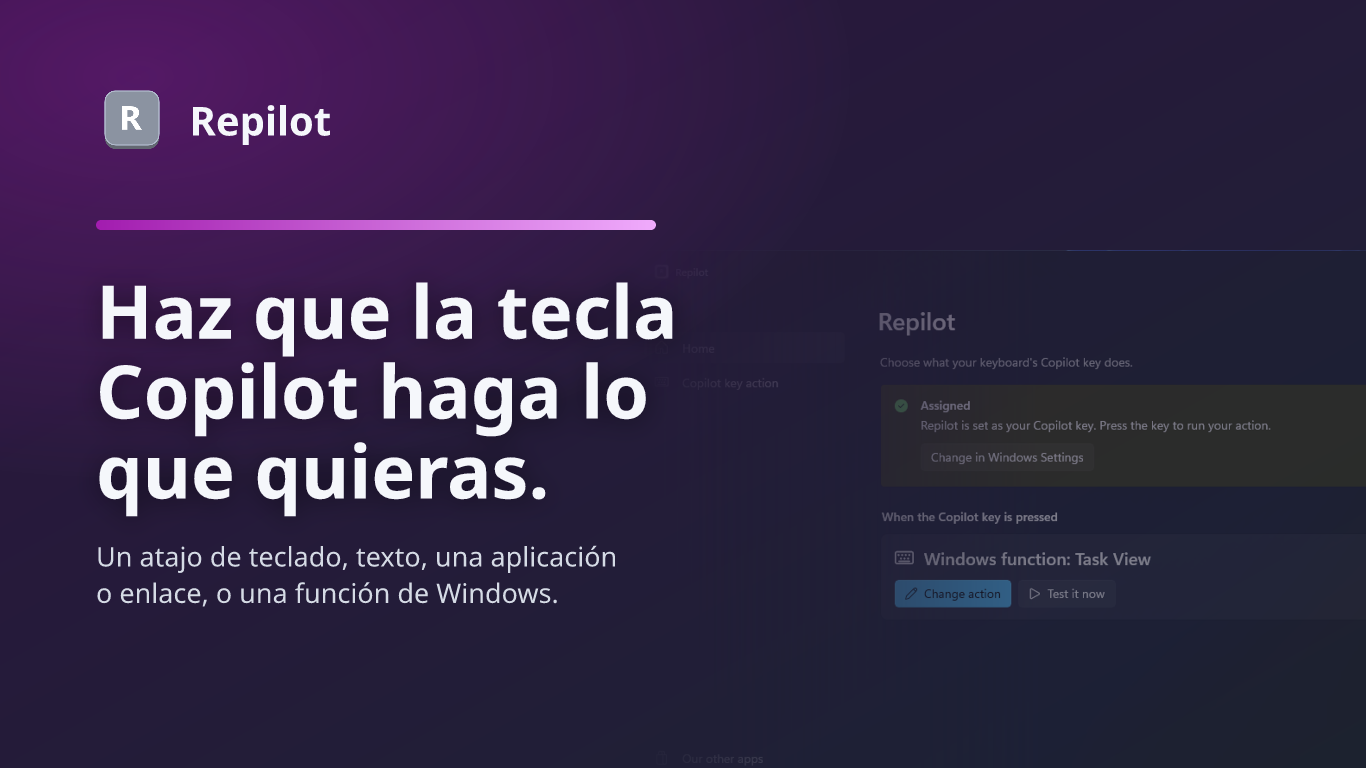 R
Repilot
Haz que la tecla
Copilot haga lo
que quieras.
Un atajo de teclado, texto, una aplicación
o enlace, o una función de Windows.
Repilot
Home
Copilot key action
Repilot
Choose what your keyboard's Copilot key does.
Assigned
Repilot is set as your Copilot key. Press the key to run your action.
Change in Windows Settings
When the Copilot key is pressed
Windows function: Task View
Change action
Test it now
Our other apps